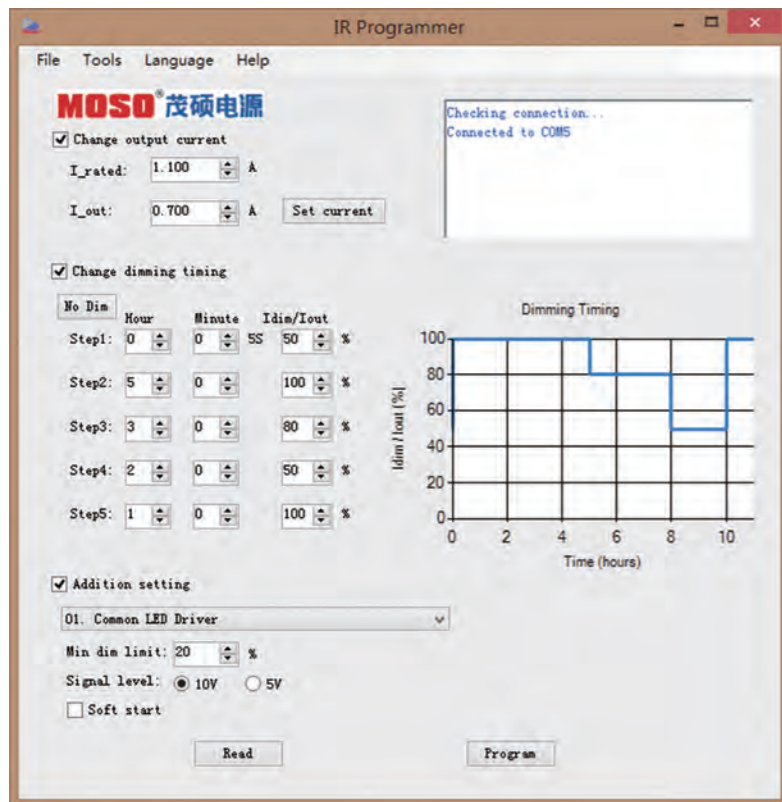 IR Programmer
File Tools Language Help
MOSO®茂硕电源
Checking connection...
Connected to COM5
Change output current
I_rated: 1.100 A
I_out: 0.700 A Set current
Change dimming timing
No Dim
Hour Minute Idim/Iout
Step1: 0 0 5S 50 %
Step2: 5 0 100 %
Step3: 3 0 80 %
Step4: 2 0 50 %
Step5: 1 0 100 %
Dimming Timing
Idim / Iout (%)
100
80
60
40
20
0
0 2 4 6 8 10
Time (hours)
Addition setting
01. Common LED Driver
Min dim limit: 20 %
Signal level: 10V 5V
Soft start
Read Program